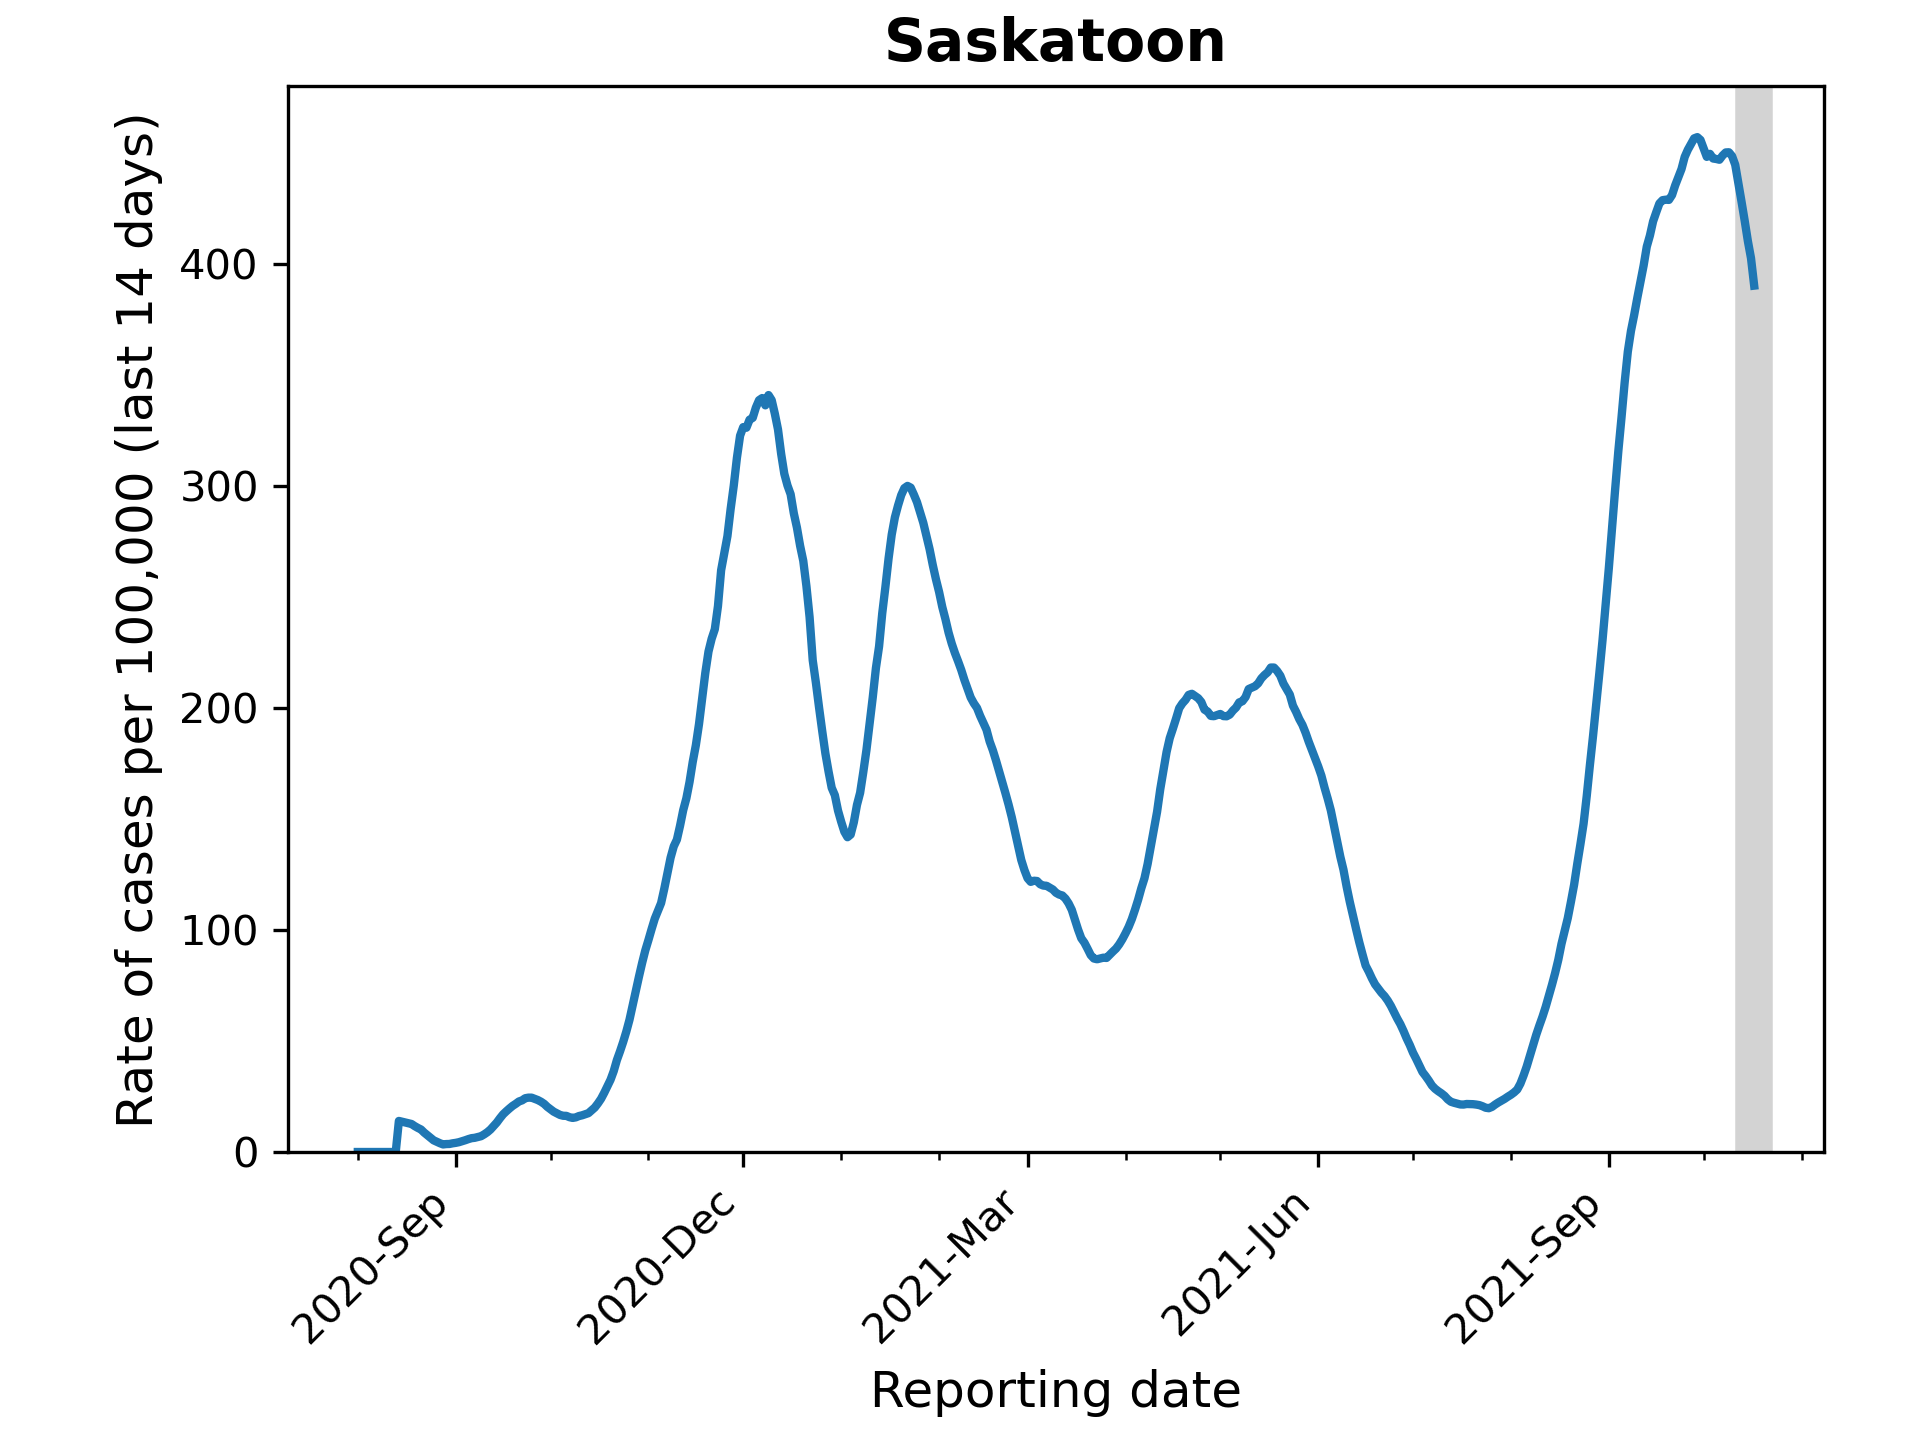 Saskatoon
Rate of cases per 100,000 (last 14 days)
400
300
200
100
0
2020-Sep
2020-Dec
2021-Mar
2021-Jun
2021-Sep
Reporting date